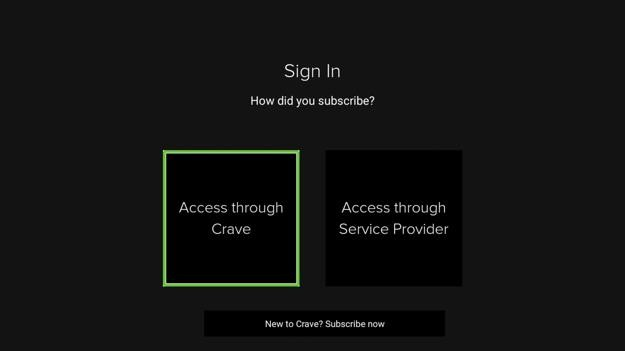 Sign In
How did you subscribe?
Access through
Crave
Access through
Service Provider
New to Crave? Subscribe now